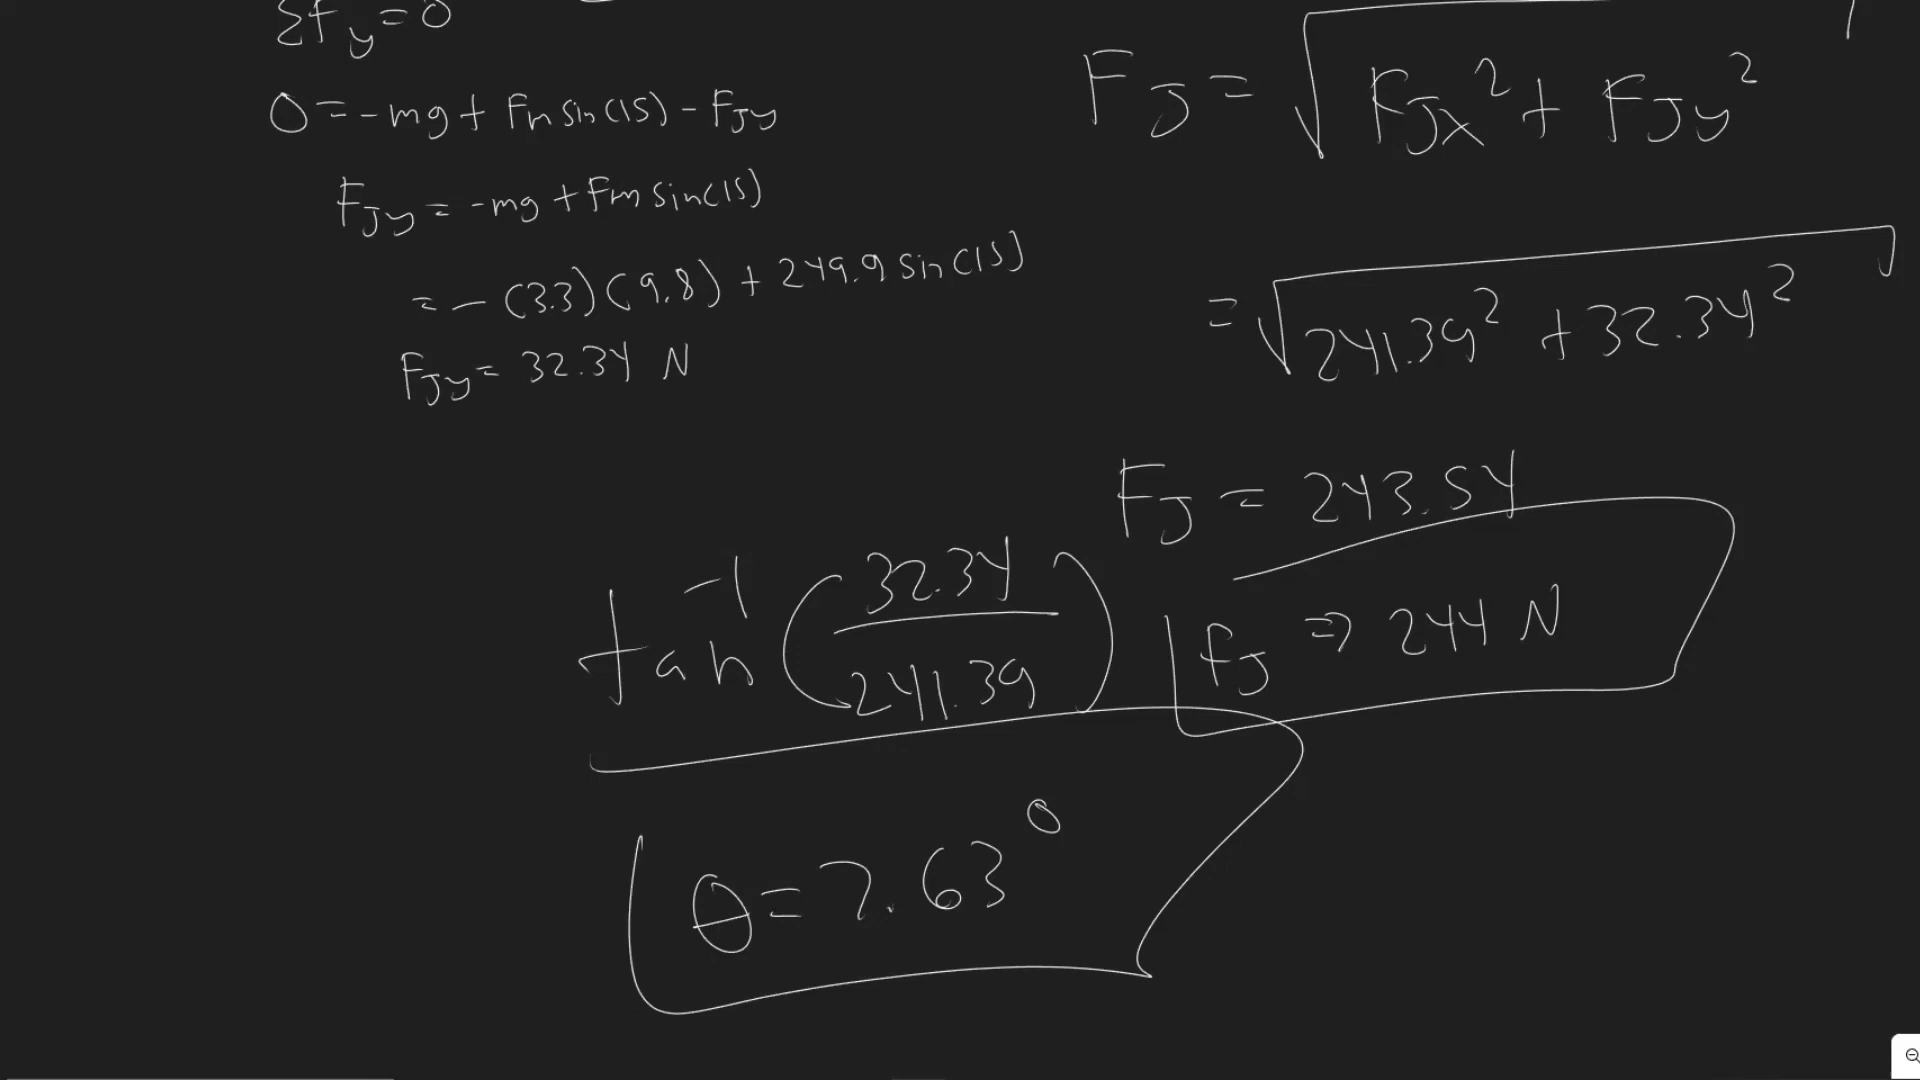 ΣFy=0
0=-mg+Fm sin(15)-FJy
FJy=-mg+Fm sin(15)
=-(3.3)(9.8)+249.9 sin(15)
FJy=32.34 N
FJ=√FJx²+FJy²
=√241.39²+32.34²
FJ=243.54
FJ⇒244 N
tan⁻¹(32.34/241.39)
θ=7.63°